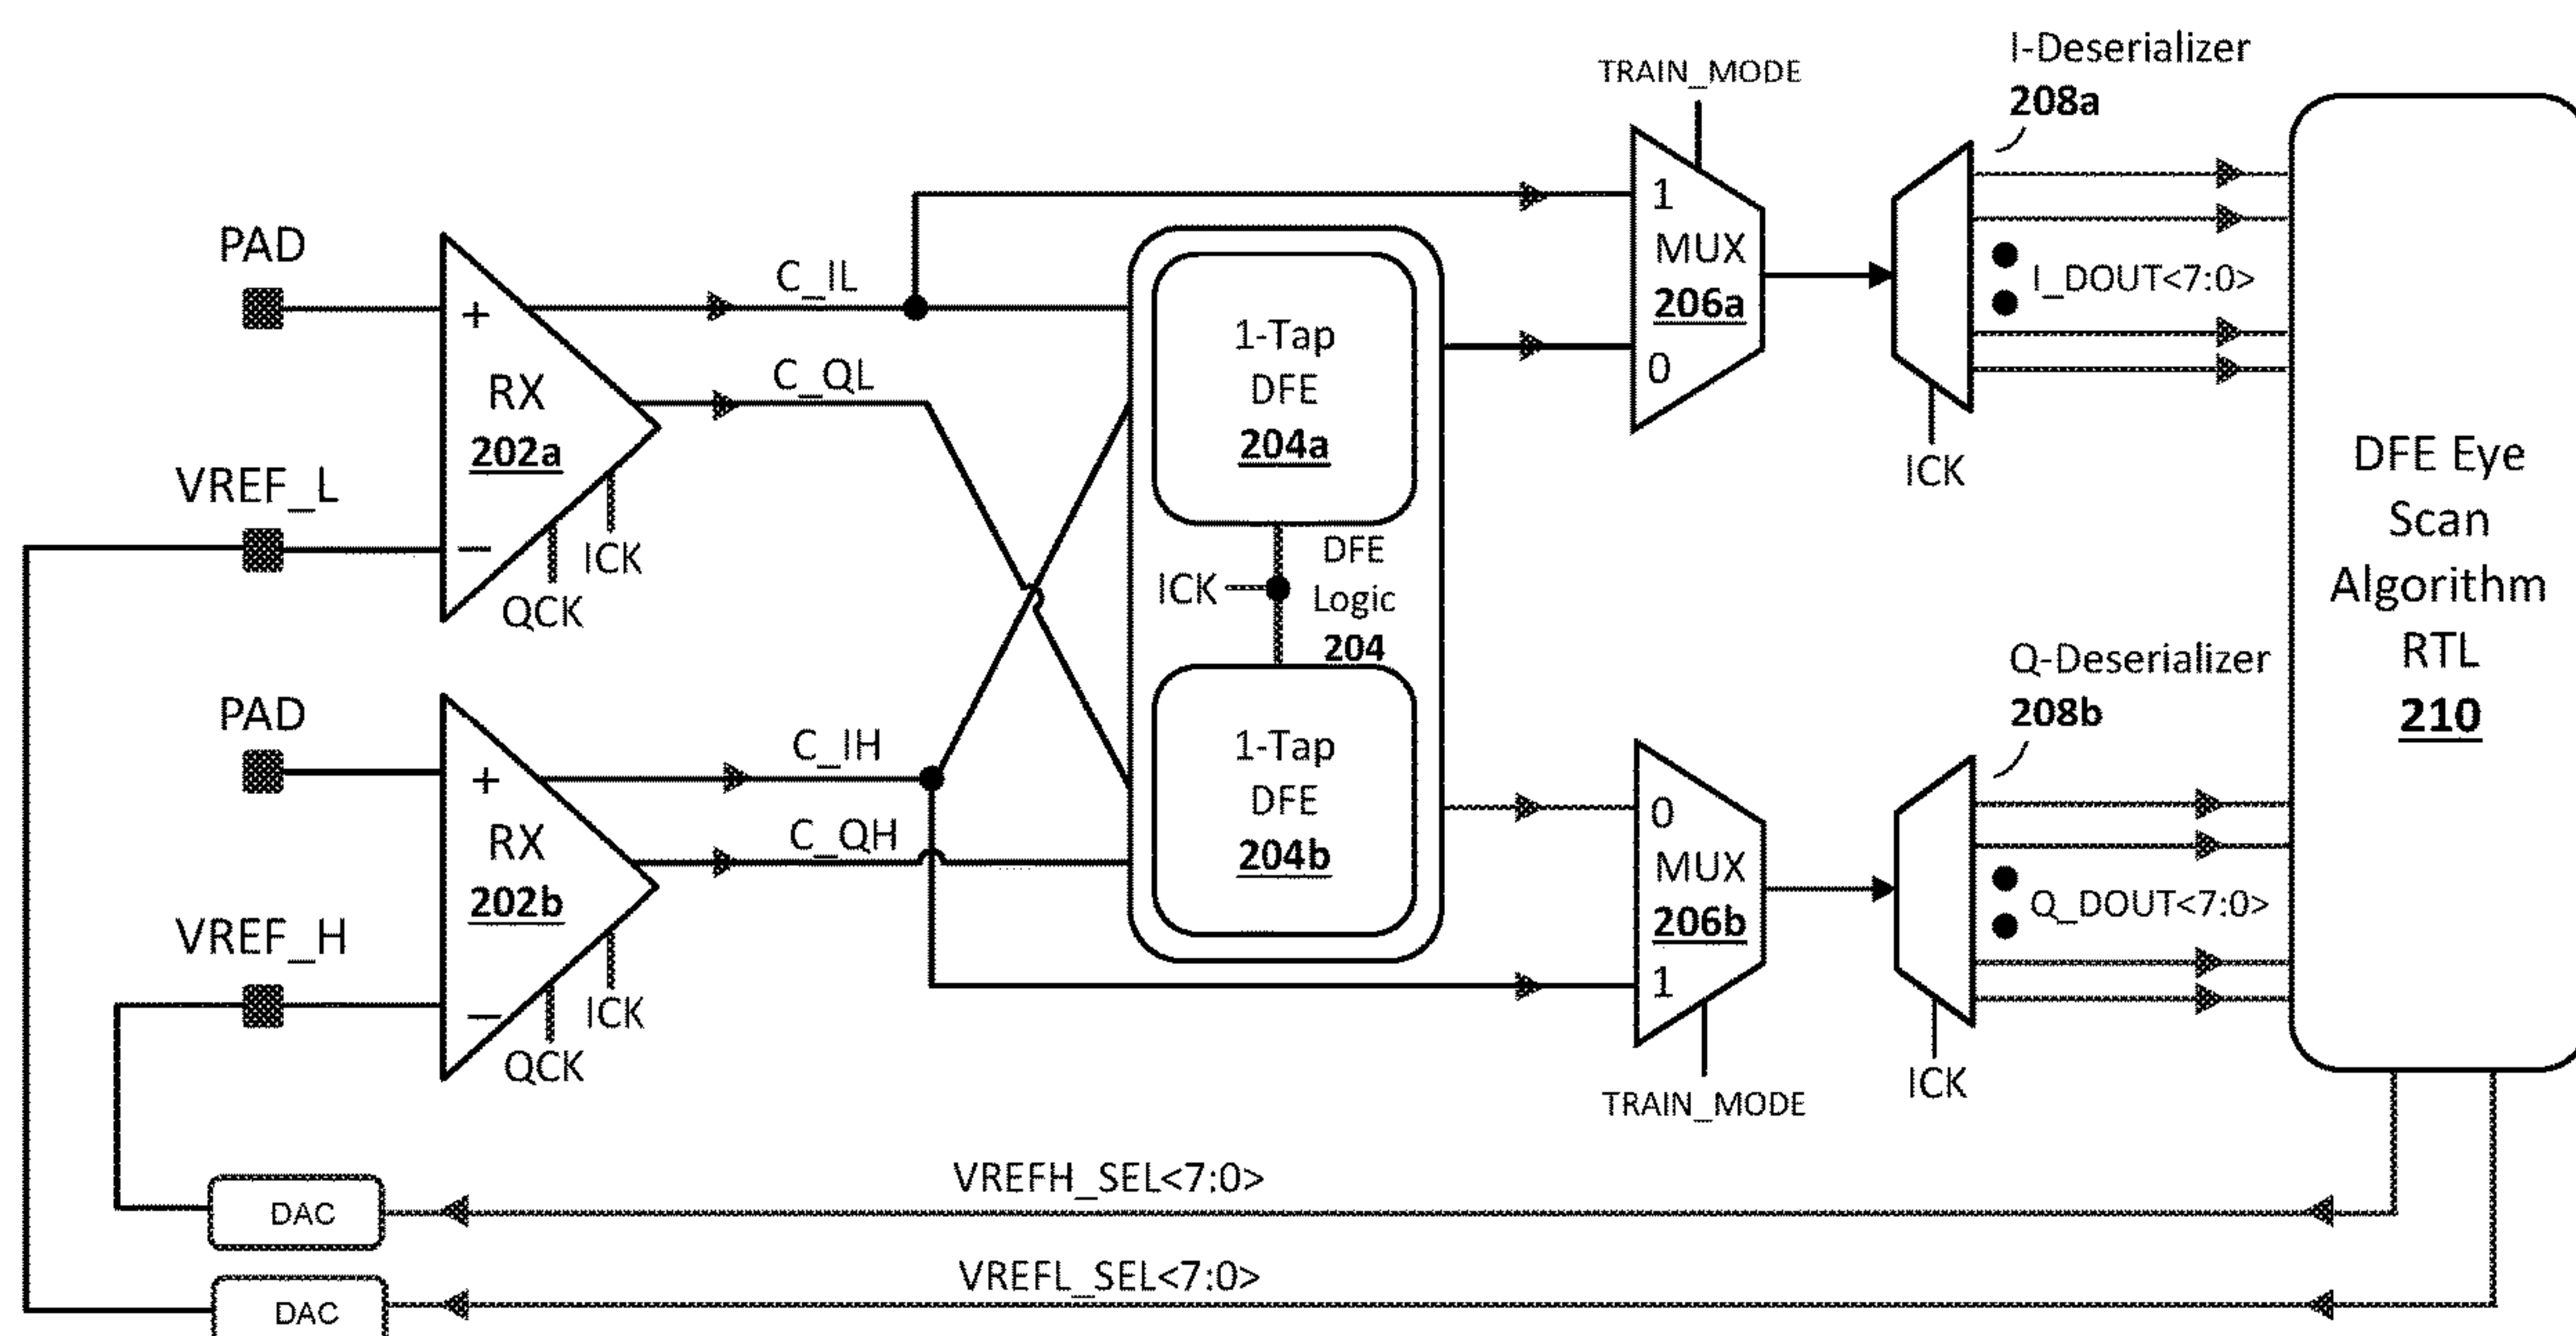 I-Deserializer
208a
TRAIN_MODE
1
MUX
206a
0
I_DOUT<7:0>
ICK
PAD
C_IL
+
RX
202a
C_QL
VREF_L
−
ICK
QCK
1-Tap
DFE
204a
DFE
Logic
204
ICK
1-Tap
DFE
204b
DFE Eye
Scan
Algorithm
RTL
210
Q-Deserializer
208b
PAD
C_IH
+
RX
202b
C_QH
VREF_H
−
ICK
QCK
0
MUX
206b
1
Q_DOUT<7:0>
ICK
TRAIN_MODE
VREFH_SEL<7:0>
DAC
VREFL_SEL<7:0>
DAC